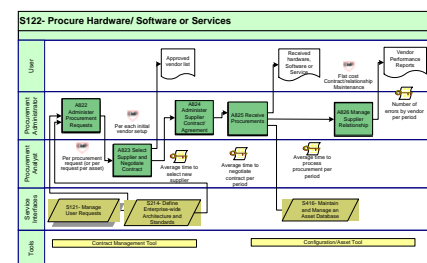 S122- Procure Hardware/ Software or Services
User
Approved
vendor list
Received
hardware,
Software or
Service
Flat cost
Contract/relationship
Maintenance
Vendor
Performance
Reports
Procurement
Administrator
A822
Administer
Procurement
Requests
Per each initial
vendor setup
A824
Administer
Supplier
Contract/
Agreement
A825 Receive
Procurements
A826 Manage
Supplier
Relationship
Number of
errors by vendor
per period
Procurement
Analyst
Per procurement
request (or per
request per asset)
A823 Select
Supplier and
Negotiate
Contract
Average time to
select new
supplier
Average time to
negotiate
contract per
period
Average time to
process
procurement per
period
Service
Interfaces
S121- Manage
User Requests
S214- Define
Enterprise-wide
Architecture and
Standards
S416- Maintain
and Manage an
Asset Database
Tools
Contract Management Tool
Configuration/Asset Tool